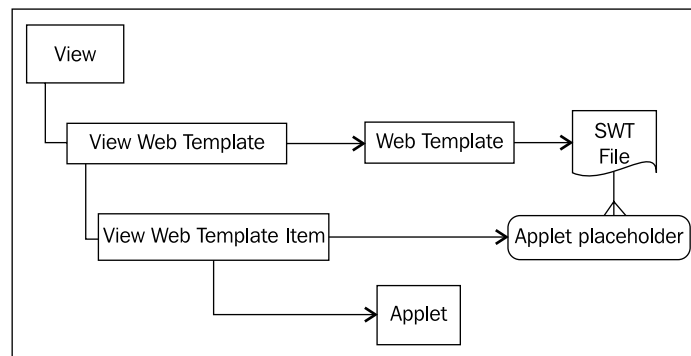 View
View Web Template
Web Template
SWT
File
View Web Template Item
Applet placeholder
Applet